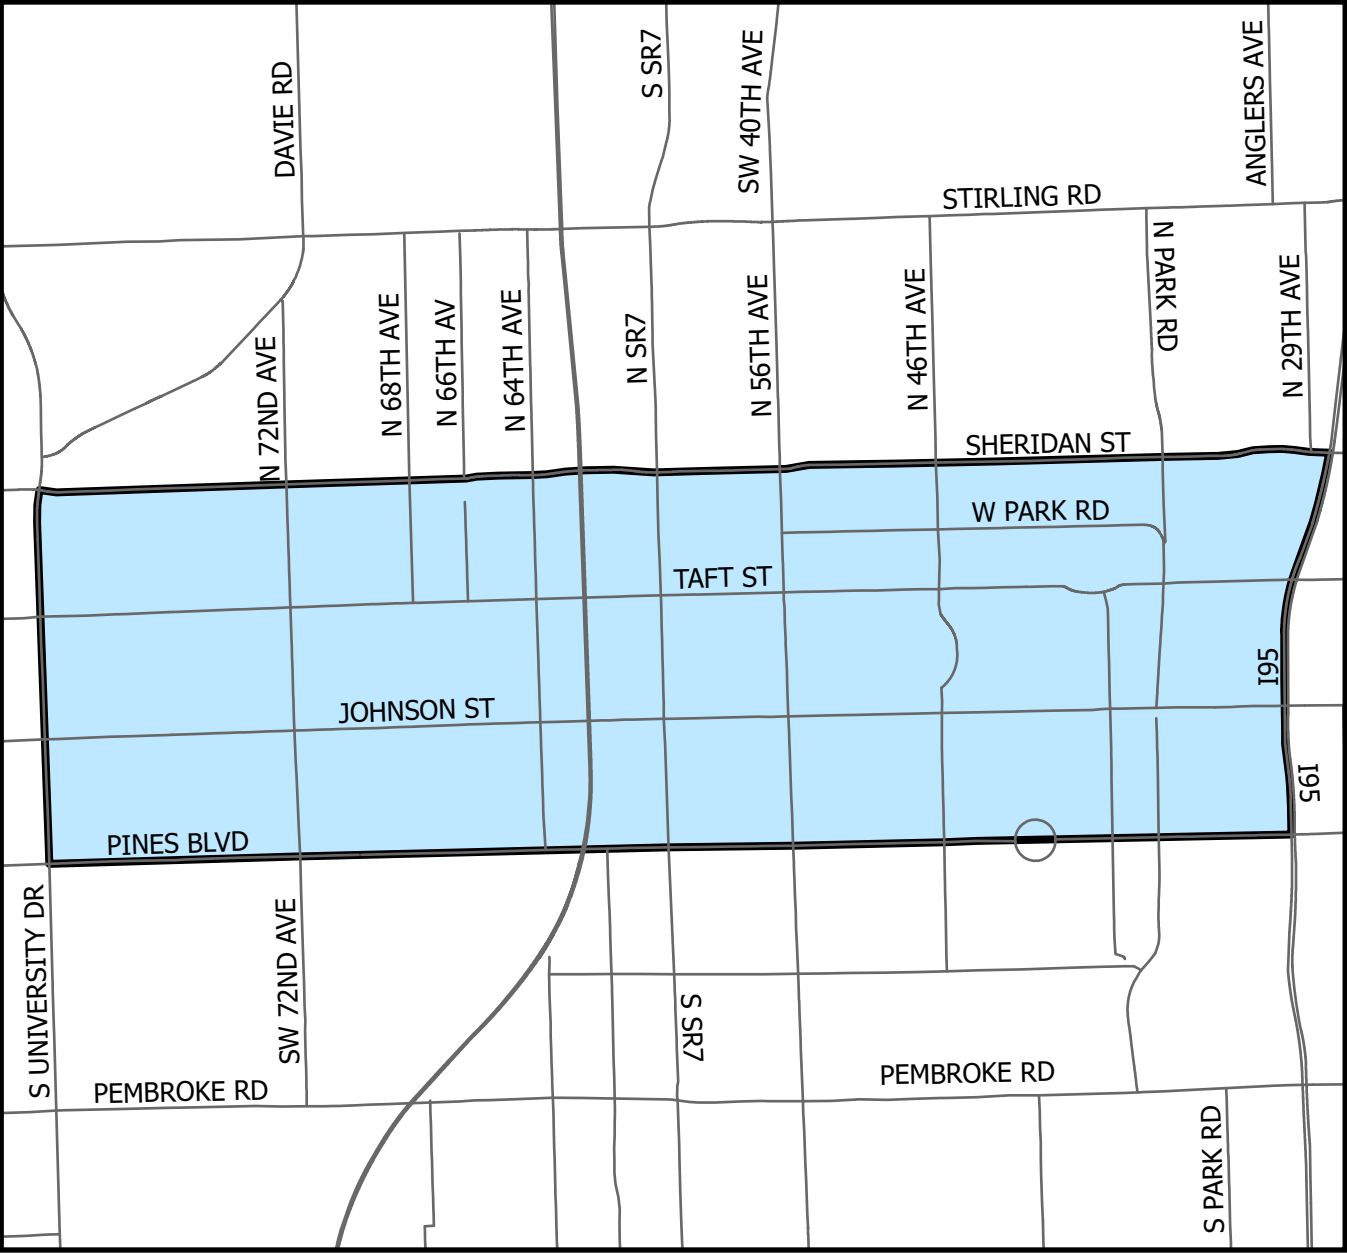 DAVIE RD
S SR7
SW 40TH AVE
ANGLERS AVE
STIRLING RD
N 72ND AVE
N 68TH AVE
N 66TH AV
N 64TH AVE
N SR7
N 56TH AVE
N 46TH AVE
N PARK RD
N 29TH AVE
SHERIDAN ST
W PARK RD
TAFT ST
JOHNSON ST
I95
I95
PINES BLVD
S UNIVERSITY DR
SW 72ND AVE
S SR7
PEMBROKE RD
PEMBROKE RD
S PARK RD